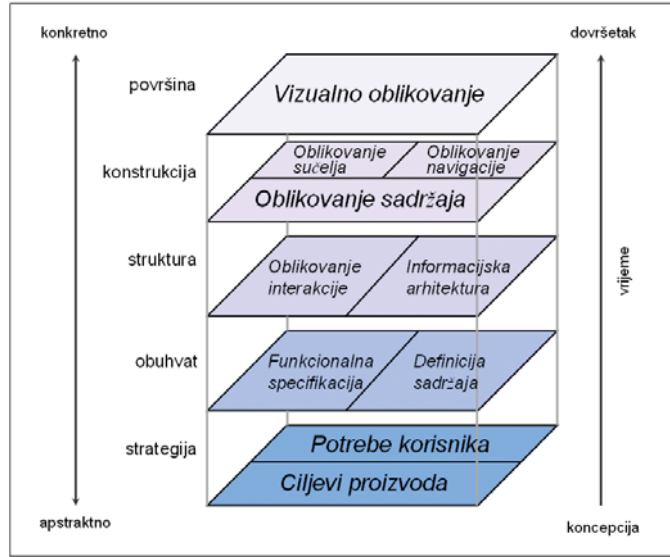 konkretno
dovršetak
površina
Vizualno oblikovanje
konstrukcija
Oblikovanje
sučelja
Oblikovanje
navigacije
Oblikovanje sadržaja
struktura
Oblikovanje
interakcije
Informacijska
arhitektura
vrijeme
obuhvat
Funkcionalna
specifikacija
Definicija
sadržaja
strategija
Potrebe korisnika
Ciljevi proizvoda
apstraktno
koncepcija